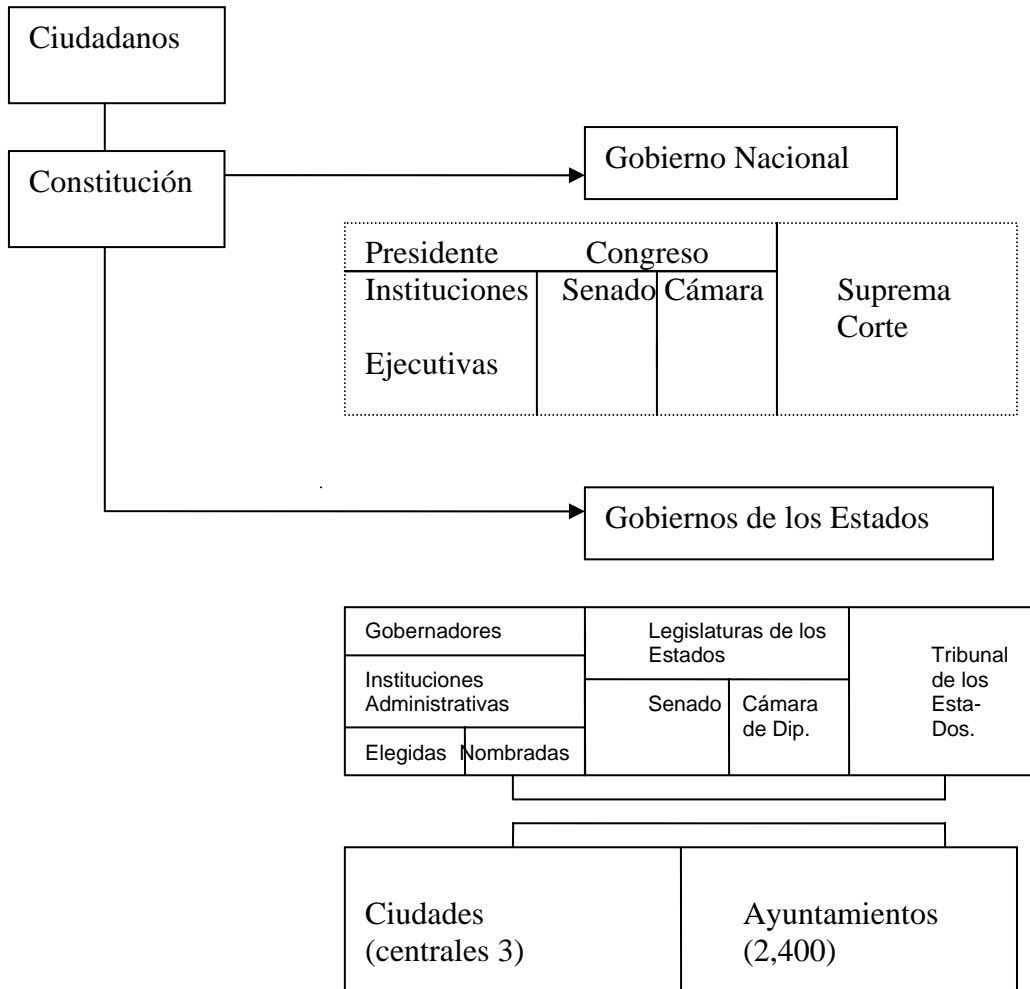 Ciudadanos
Constitución
Gobierno Nacional
Presidente Congreso
Instituciones Senado Cámara
Ejecutivas
Suprema
Corte
Gobiernos de los Estados
Gobernadores
Instituciones
Administrativas
Elegidas Nombradas
Legislaturas de los
Estados
Senado
Cámara
de Dip.
Tribunal
de los
Esta-
Dos.
Ciudades
(centrales 3)
Ayuntamientos
(2,400)